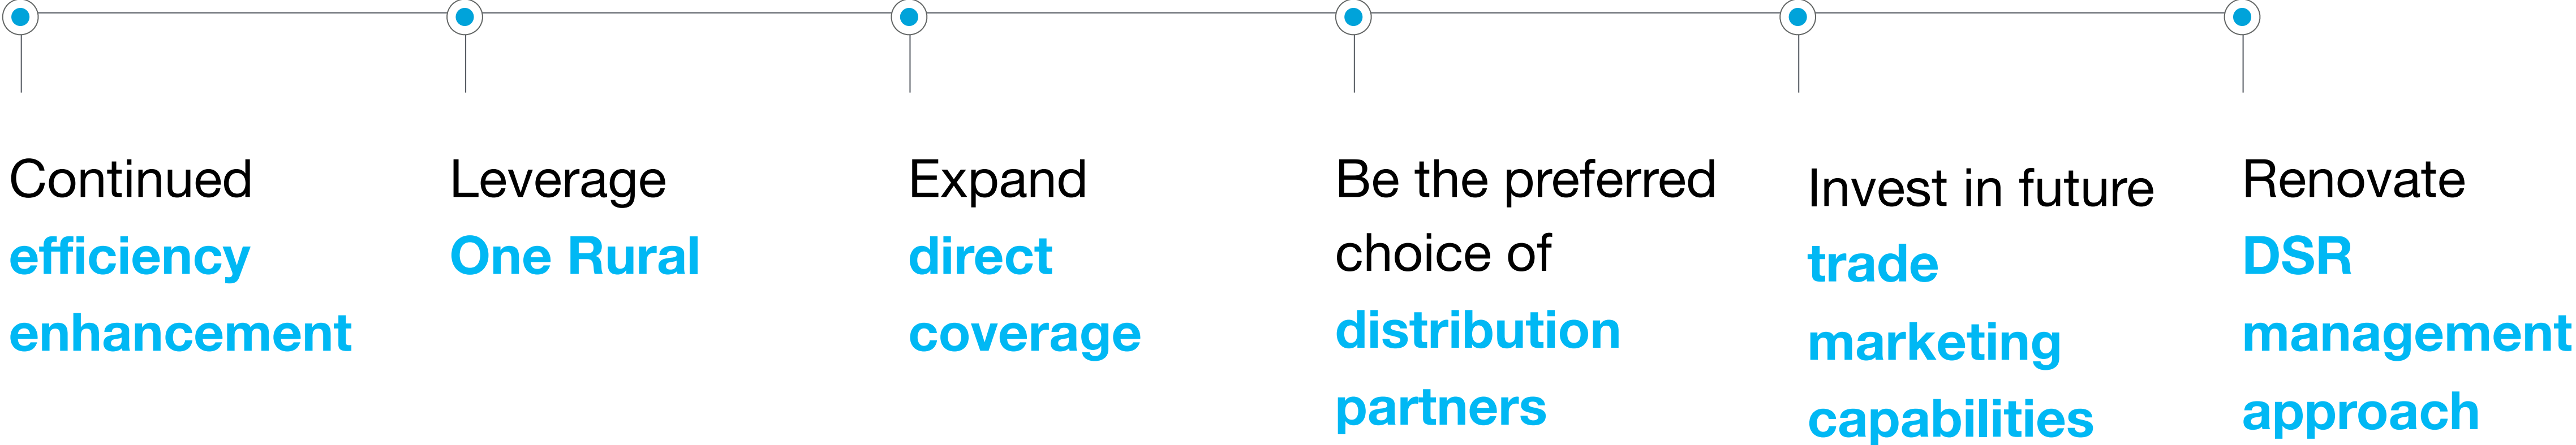 Continued
efficiency
enhancement
Leverage
One Rural
Expand
direct
coverage
Be the preferred
choice of
distribution
partners
Invest in future
trade
marketing
capabilities
Renovate
DSR
management
approach